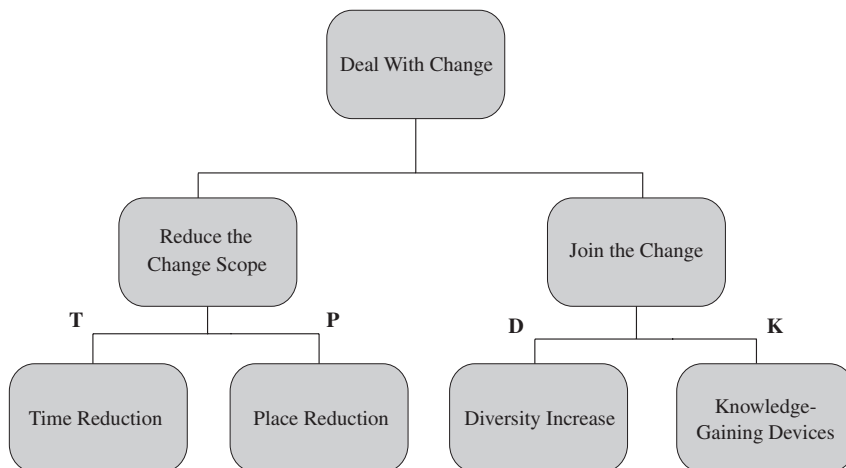 Deal With Change
Reduce the
Change Scope
Join the Change
T
P
D
K
Time Reduction
Place Reduction
Diversity Increase
Knowledge-
Gaining Devices